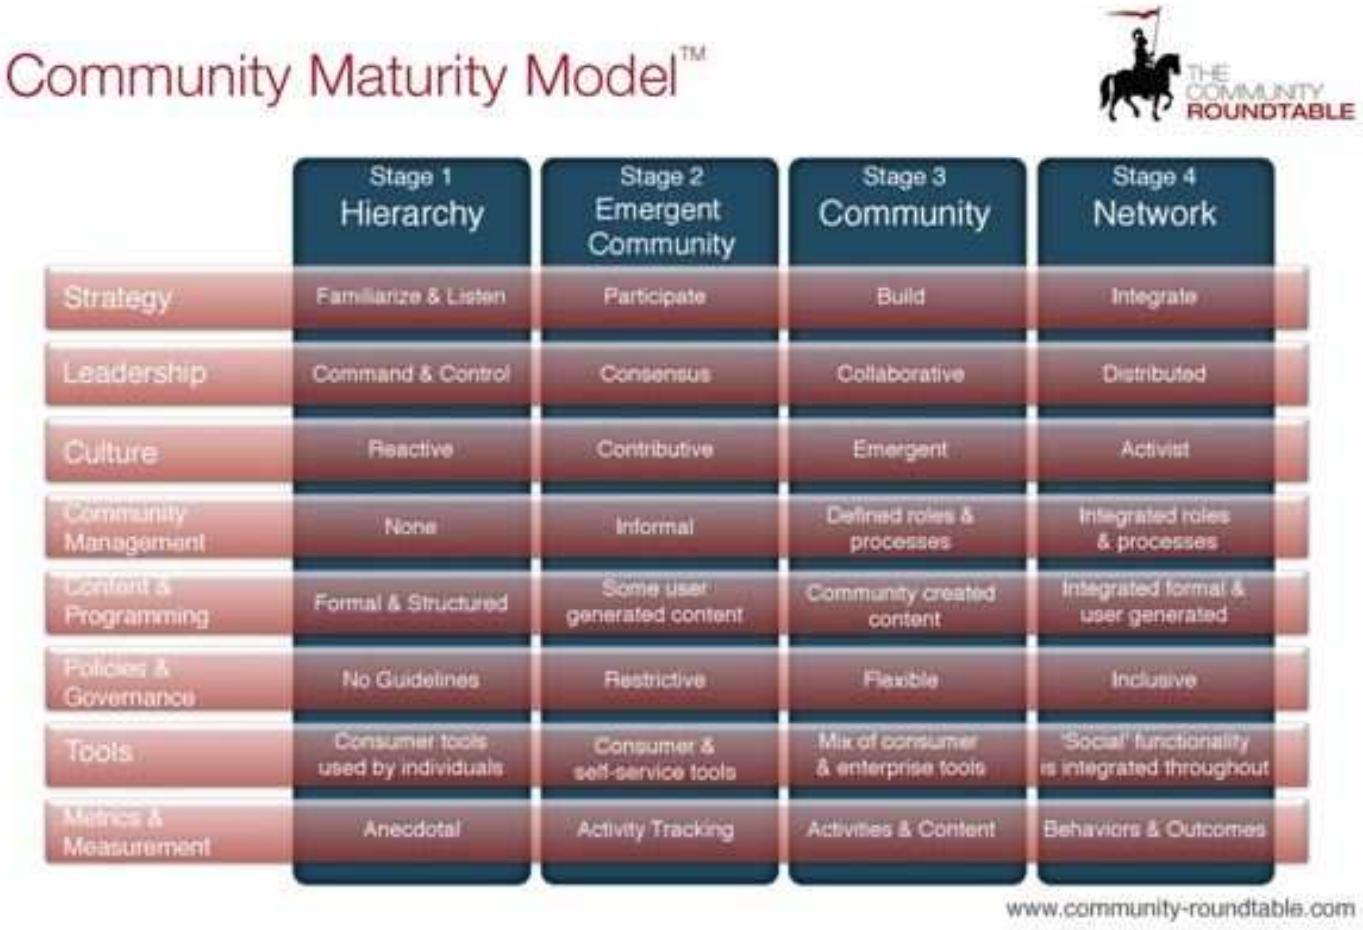 Community Maturity Model™
THE
COMMUNITY
ROUNDTABLE
Stage 1
Hierarchy
Stage 2
Emergent
Community
Stage 3
Community
Stage 4
Network
Strategy
Familiarize & Listen
Participate
Build
Integrate
Leadership
Command & Control
Consensus
Collaborative
Distributed
Culture
Reactive
Contributive
Emergent
Activist
Community
Management
None
Informal
Defined roles &
processes
Integrated roles
& processes
Content &
Programming
Formal & Structured
Some user
generated content
Community created
content
Integrated formal &
user generated
Policies &
Governance
No Guidelines
Restrictive
Flexible
Inclusive
Tools
Consumer tools
used by individuals
Consumer &
self-service tools
Mix of consumer
& enterprise tools
'Social' functionality
is integrated throughout
Metrics &
Measurement
Anecdotal
Activity Tracking
Activities & Content
Behaviors & Outcomes
www.community-roundtable.com